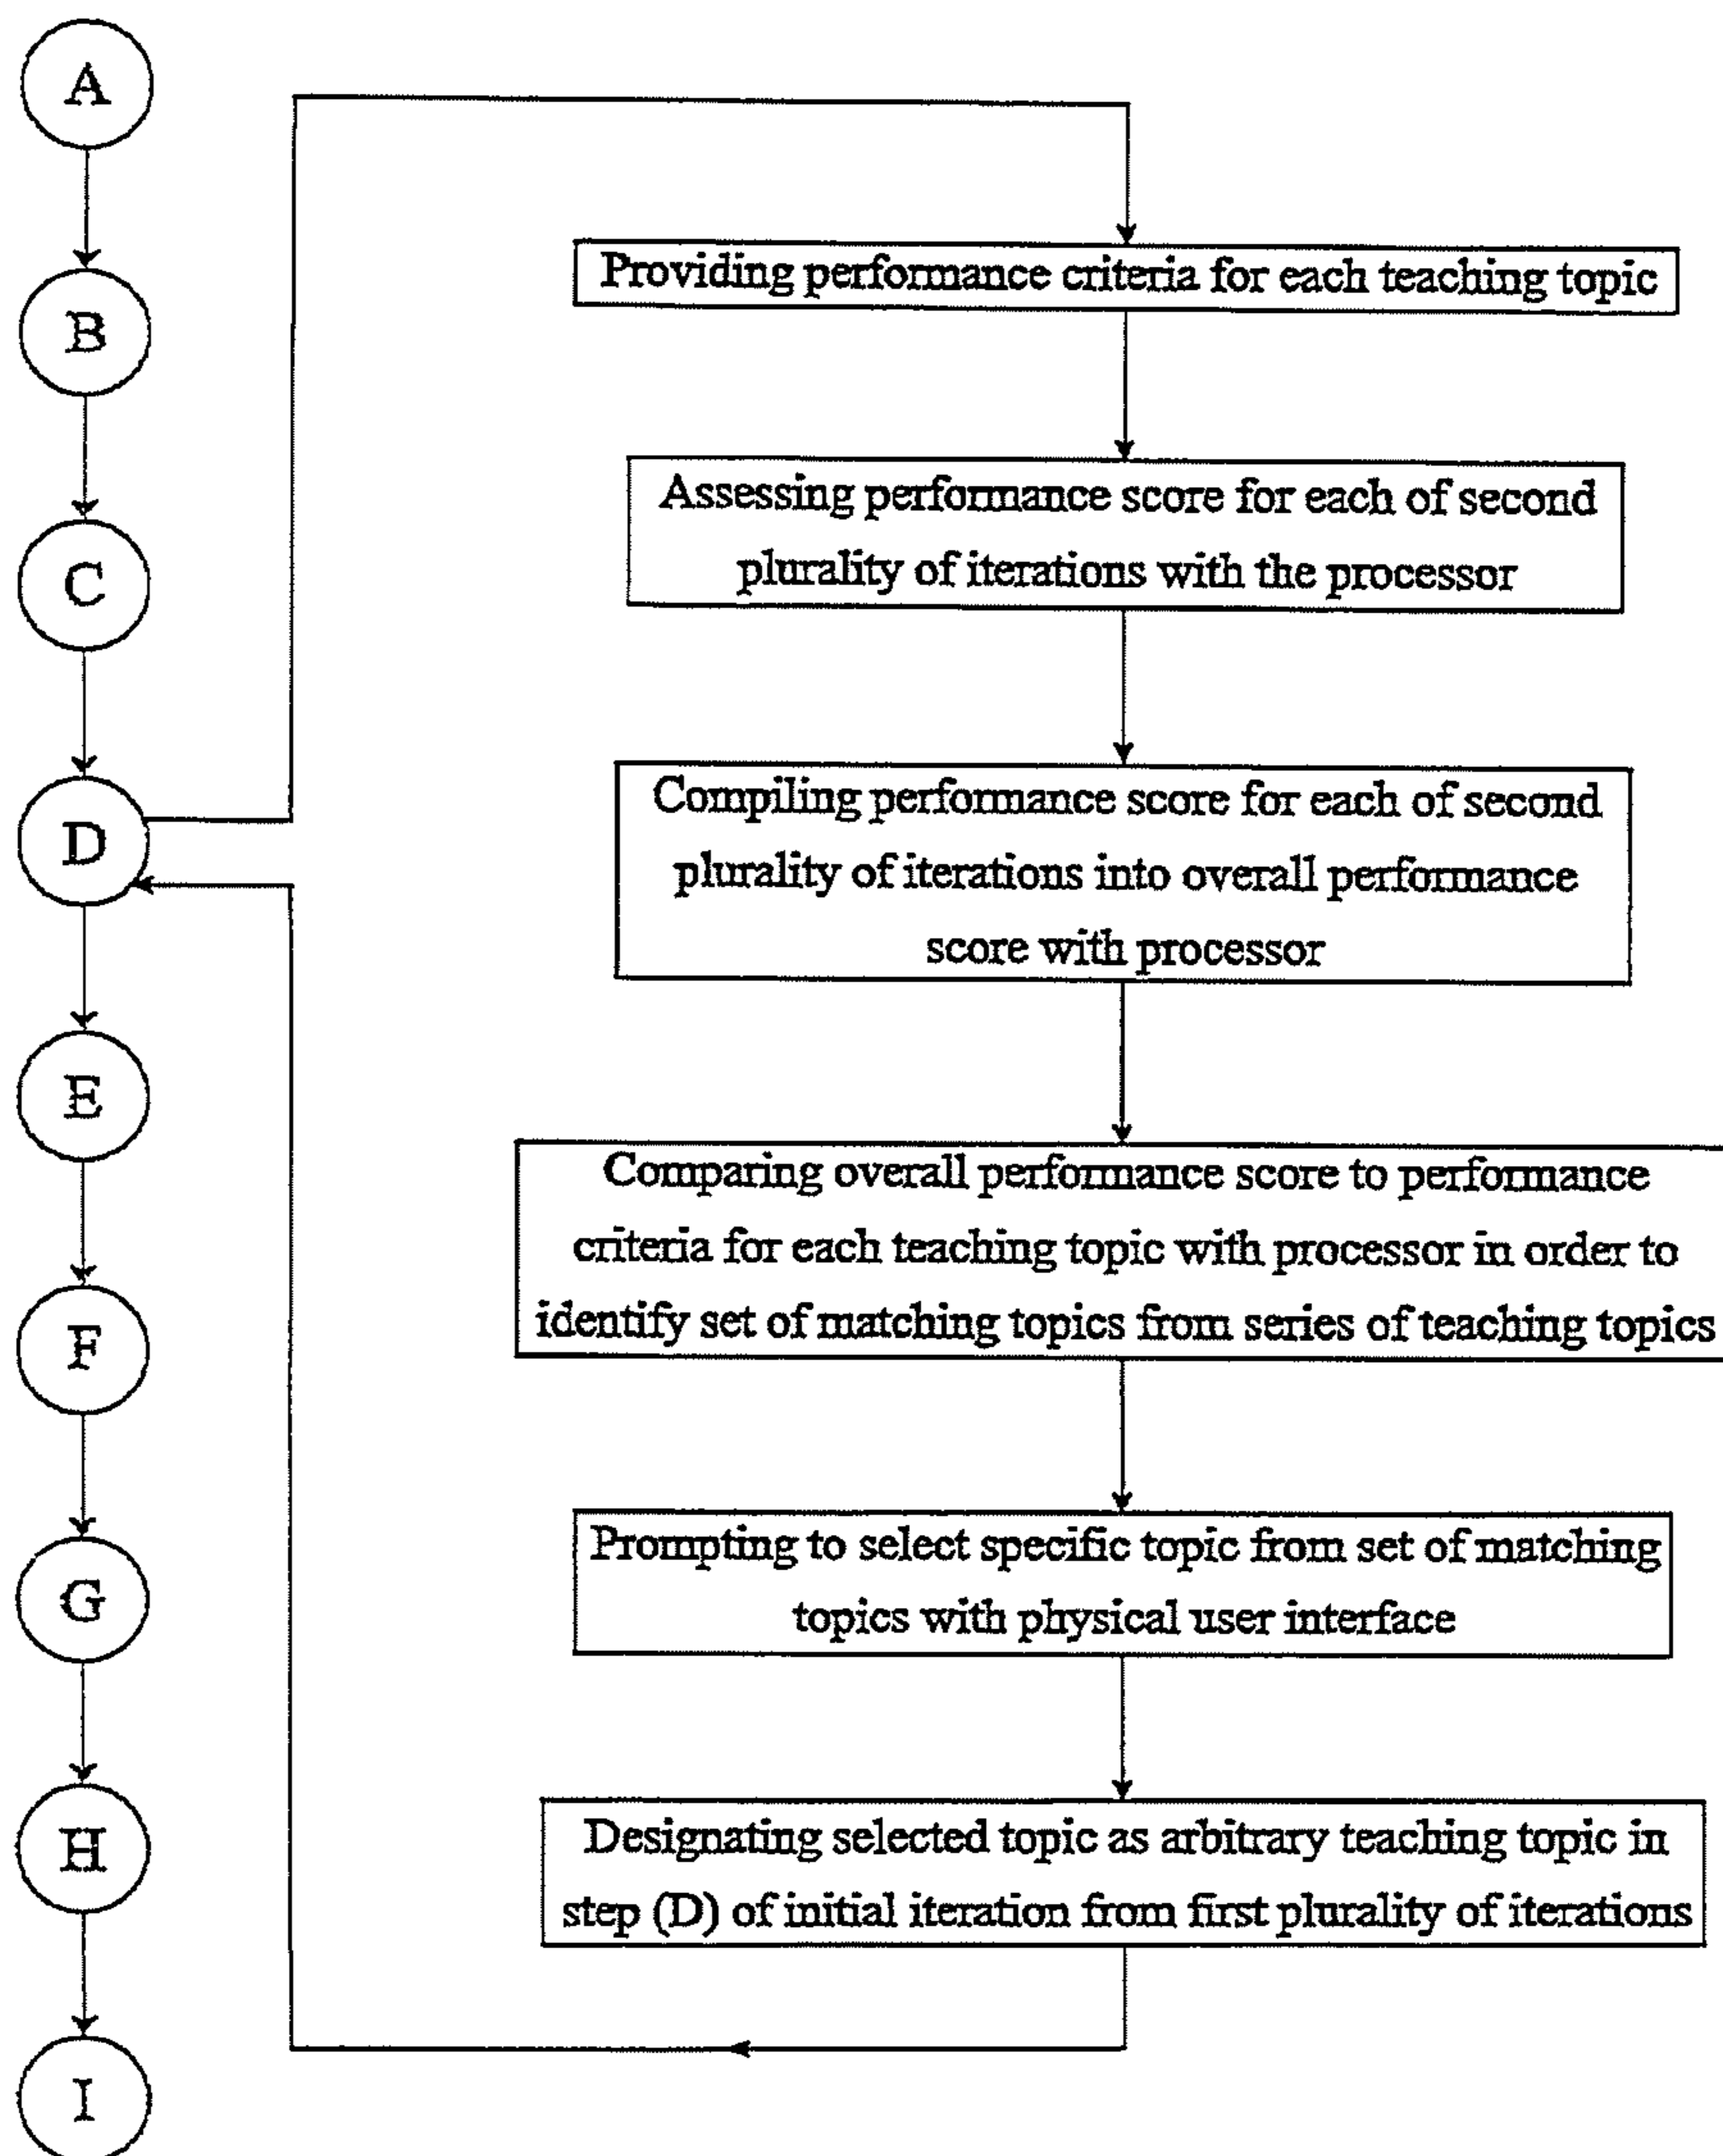 A
B
C
D
E
F
G
H
I
Providing performance criteria for each teaching topic
Assessing performance score for each of second
plurality of iterations with the processor
Compiling performance score for each of second
plurality of iterations into overall performance
score with processor
Comparing overall performance score to performance
criteria for each teaching topic with processor in order to
identify set of matching topics from series of teaching topics
Prompting to select specific topic from set of matching
topics with physical user interface
Designating selected topic as arbitrary teaching topic in
step (D) of initial iteration from first plurality of iterations